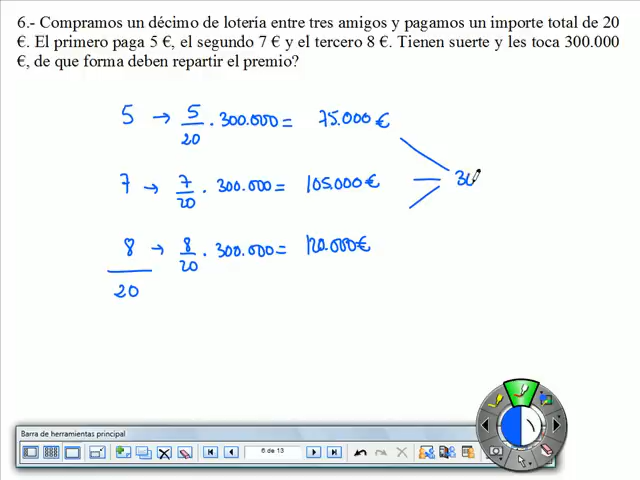 6.- Compramos un décimo de lotería entre tres amigos y pagamos un importe total de 20
€. El primero paga 5 €, el segundo 7 € y el tercero 8 €. Tienen suerte y les toca 300.000
€, de que forma deben repartir el premio?
5 → 5/20 · 300.000 = 75.000 €
7 → 7/20 · 300.000 = 105.000 €
30
8 → 8/20 · 300.000 = 120.000 €
20
Barra de herramientas principal
6 de 13